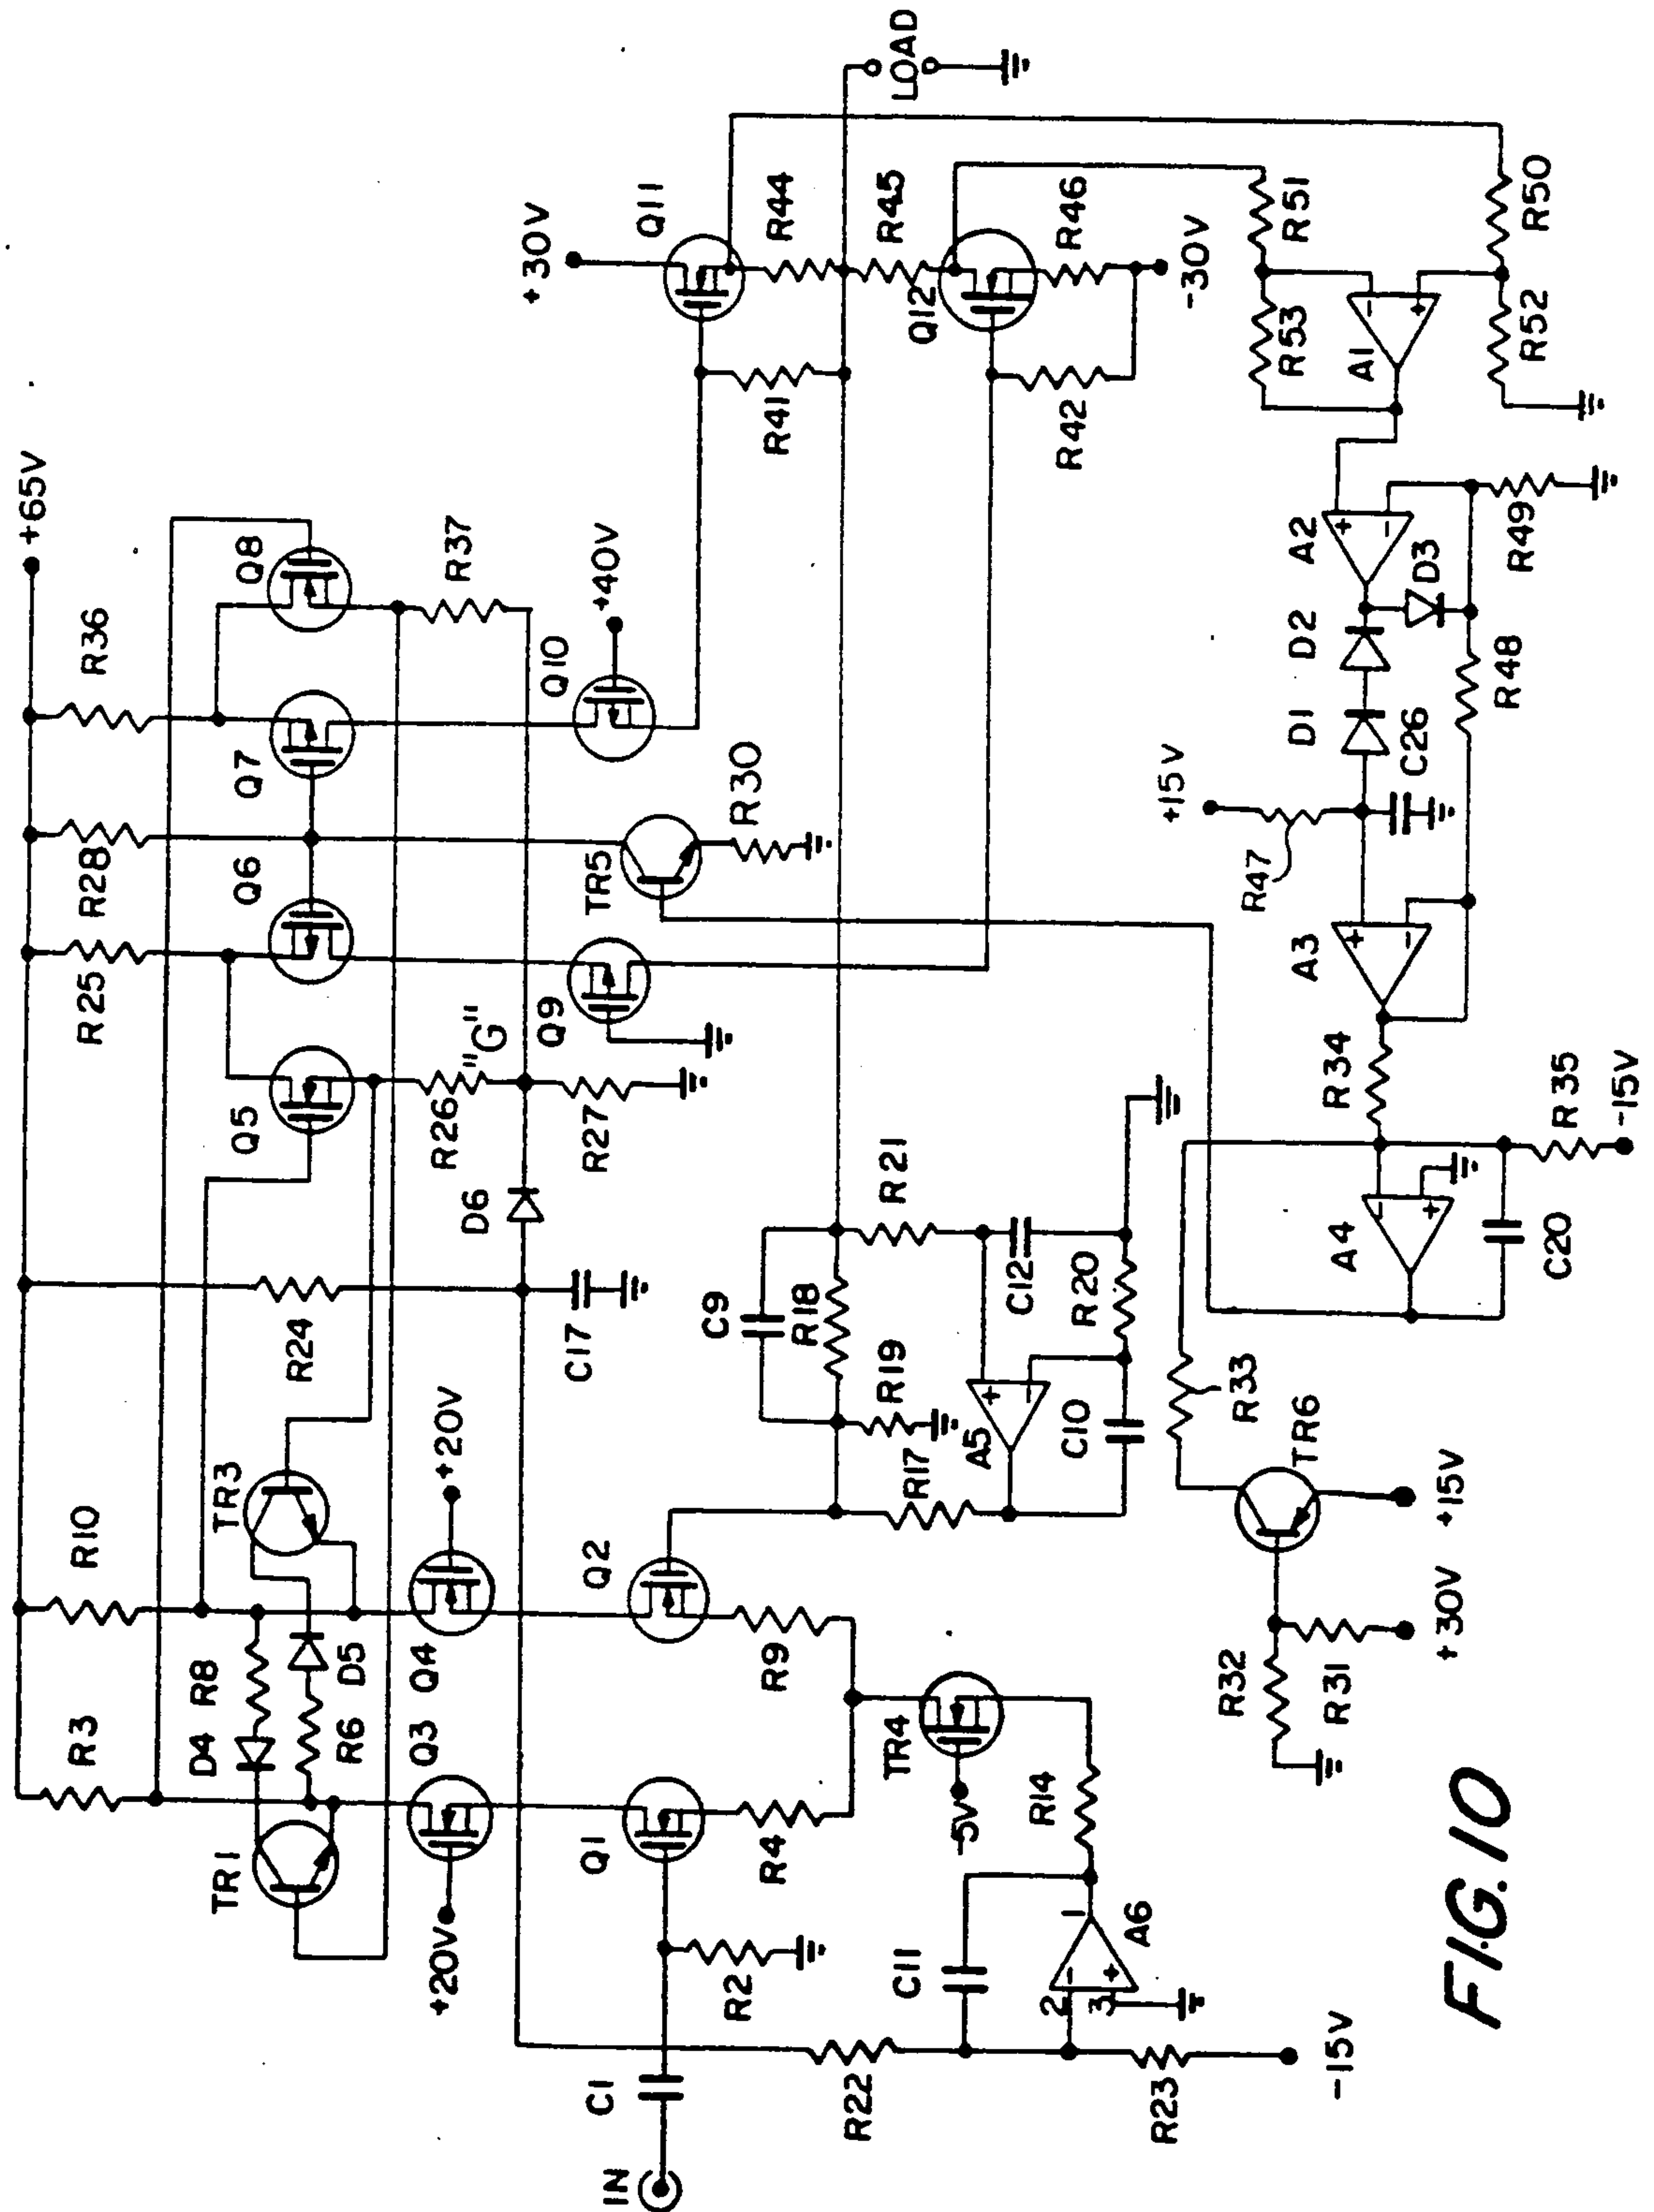 +65V
R3
R10
R24
R25
R28
R36
TR1
D4
R8
R6
D5
TR3
Q5
Q6
Q7
Q8
R37
+20V
Q3
Q4
+20V
D6
R26
"G"
R27
Q9
Q10
+40V
C17
TR5
R30
+30V
Q11
C1
IN
R2
Q1
Q2
R4
R9
C9
R18
R19
R17
R21
A5
C12
C10
R20
R41
R44
R45
LOAD
Q12
R42
R46
-30V
R22
C11
TR4
-5V
R14
2
3
-
+
1
A6
R23
-15V
R33
TR6
R32
R31
+30V
+15V
A4
C20
R34
R35
-15V
A3
R47
+15V
C26
D1
D2
D3
A2
R48
R49
R53
R51
A1
R52
R50
FIG.10